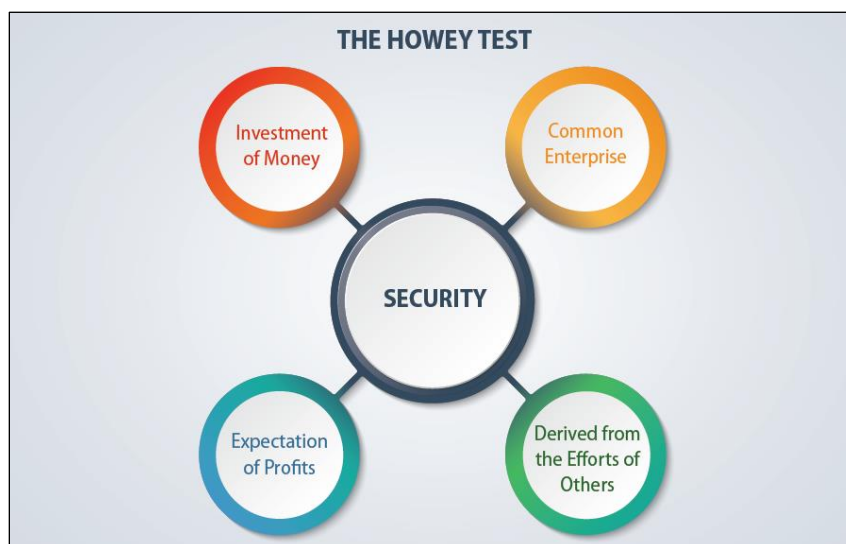 THE HOWEY TEST
Investment
of Money
Common
Enterprise
SECURITY
Expectation
of Profits
Derived from
the Efforts of
Others